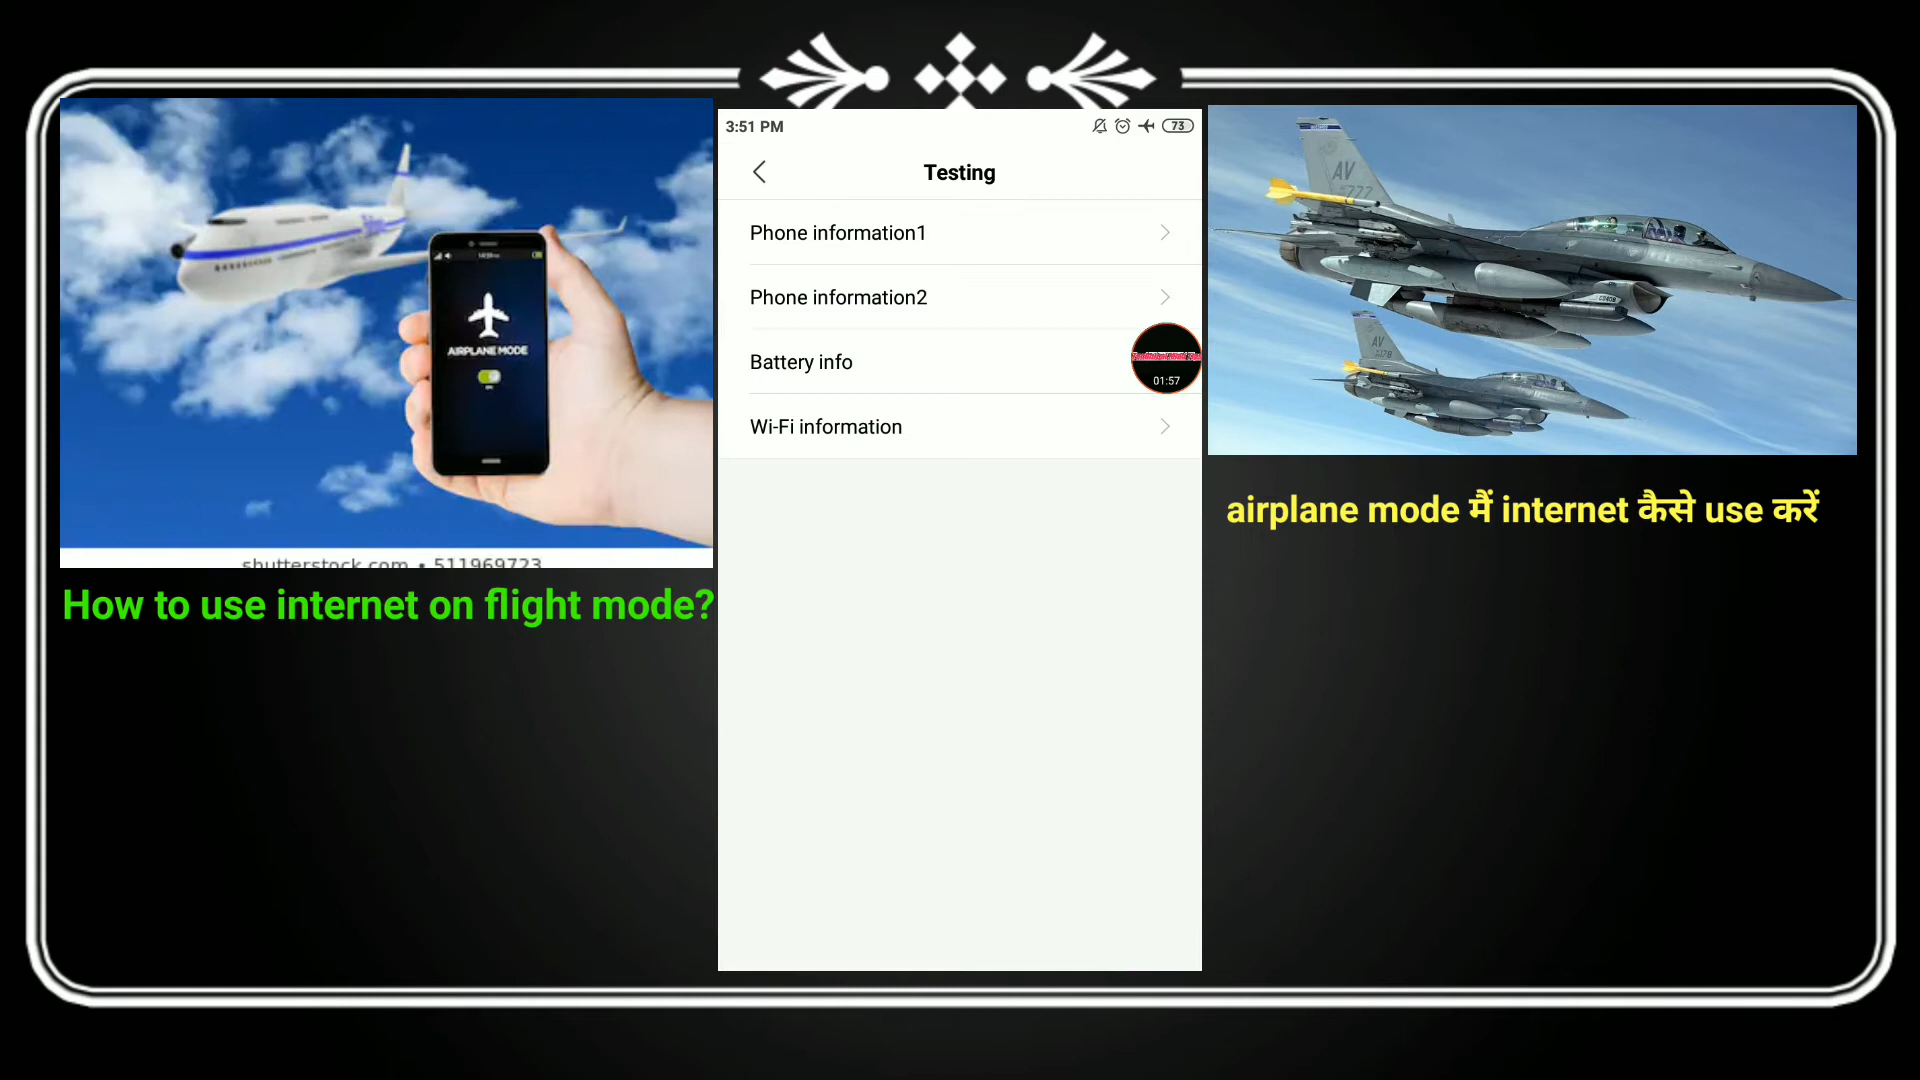 3:51 PM
73
Testing
Phone information1
Phone information2
Battery info
01:57
Wi-Fi information
AIRPLANE MODE
shutterstock.com • 511969723
How to use internet on flight mode?
AV
777
AV
airplane mode मैं internet कैसे use करें